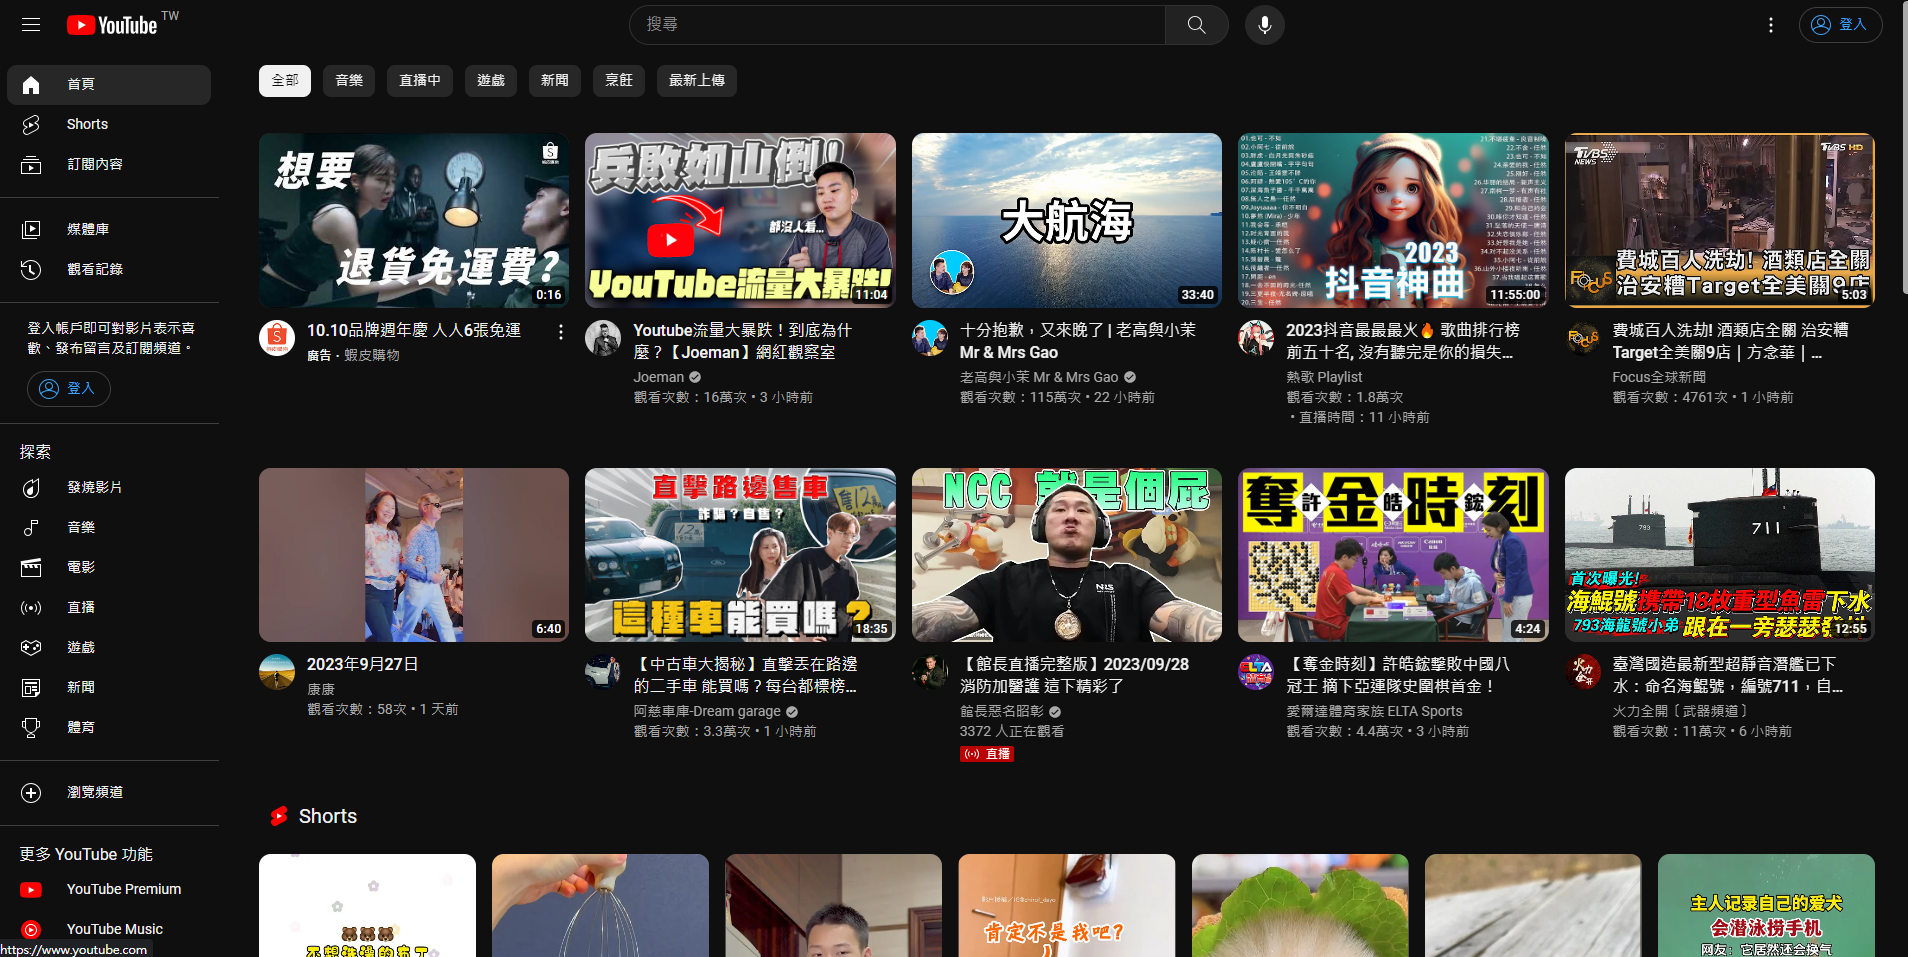 YouTube TW
搜尋
登入
首頁
Shorts
訂閱內容
媒體庫
觀看記錄
登入帳戶即可對影片表示喜
歡、發布留言及訂閱頻道。
登入
探索
發燒影片
音樂
電影
直播
遊戲
新聞
體育
瀏覽頻道
更多 YouTube 功能
YouTube Premium
YouTube Music
https://www.youtube.com
全部
音樂
直播中
遊戲
新聞
烹飪
最新上傳
想要
退貨免運費?
0:16
10.10品牌週年慶 人人6張免運
廣告・蝦皮購物
兵敗如山倒!
都沒人看...
YouTube流量大暴跌!
11:04
Youtube流量大暴跌！到底為什
麼？【Joeman】網紅觀察室
Joeman
觀看次數：16萬次 • 3 小時前
大航海
33:40
十分抱歉，又來晚了 | 老高與小茉
Mr & Mrs Gao
老高與小茉 Mr & Mrs Gao
觀看次數：115萬次 • 22 小時前
2023
抖音神曲
11:55:00
2023抖音最最最火🔥 歌曲排行榜
前五十名, 沒有聽完是你的損失...
熱歌 Playlist
觀看次數：1.8萬次
• 直播時間：11 小時前
TVBS
NEWS
TVBS HD
FOCUS
費城百人洗劫! 酒類店全關
治安糟Target全美關9店
5:03
費城百人洗劫! 酒類店全關 治安糟
Target全美關9店｜方念華｜...
Focus全球新聞
觀看次數：4761次 • 1 小時前
6:40
2023年9月27日
康康
觀看次數：58次 • 1 天前
直擊路邊售車
詐騙？自售？
這種車能買嗎？
18:35
【中古車大揭秘】直擊丟在路邊
的二手車 能買嗎？每台都標榜...
阿慈車庫-Dream garage
觀看次數：3.3萬次 • 1 小時前
NCC 就是個屁
【館長直播完整版】2023/09/28
消防加醫護 這下精彩了
館長惡名昭彰
3372 人正在觀看
直播
奪許金皓時鋐刻
4:24
【奪金時刻】許皓鋐擊敗中國八
冠王 摘下亞運隊史圍棋首金！
愛爾達體育家族 ELTA Sports
觀看次數：4.4萬次 • 3 小時前
793
711
首次曝光!
海鯤號攜帶18枚重型魚雷下水
793海龍號小弟 跟在一旁瑟瑟發抖
12:55
臺灣國造最新型超靜音潛艦已下
水：命名海鯤號，編號711，自...
火力全開〔武器頻道〕
觀看次數：11萬次 • 6 小時前
Shorts
肯定不是我吧?
主人记录自己的爱犬
会潜泳捞手机
网友：它居然还会换气